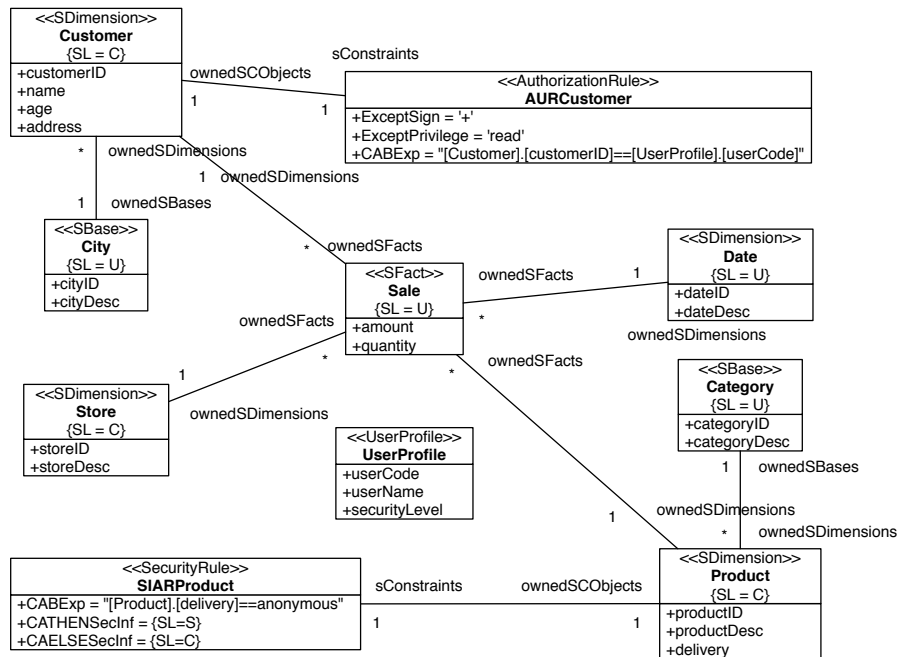 <<SDimension>>
Customer
{SL = C}
+customerID
+name
+age
+address
ownedSCObjects
1
sConstraints
1
<<AuthorizationRule>>
AURCustomer
+ExceptSign = '+'
+ExceptPrivilege = 'read'
+CABExp = "[Customer].[customerID]==[UserProfile].[userCode]"
*
ownedSDimensions
1
ownedSDimensions
1
ownedSBases
<<SBase>>
City
{SL = U}
+cityID
+cityDesc
*
ownedSFacts
<<SFact>>
Sale
{SL = U}
+amount
+quantity
ownedSFacts
*
1
<<SDimension>>
Date
{SL = U}
+dateID
+dateDesc
ownedSDimensions
ownedSFacts
*
1
ownedSDimensions
<<SDimension>>
Store
{SL = C}
+storeID
+storeDesc
ownedSFacts
*
<<SBase>>
Category
{SL = U}
+categoryID
+categoryDesc
1
ownedSBases
<<UserProfile>>
UserProfile
+userCode
+userName
+securityLevel
1
ownedSDimensions
*
ownedSDimensions
<<SecurityRule>>
SIARProduct
+CABExp = "[Product].[delivery]==anonymous"
+CATHENSecInf = {SL=S}
+CAELSESecInf = {SL=C}
sConstraints
1
ownedSCObjects
1
<<SDimension>>
Product
{SL = C}
+productID
+productDesc
+delivery